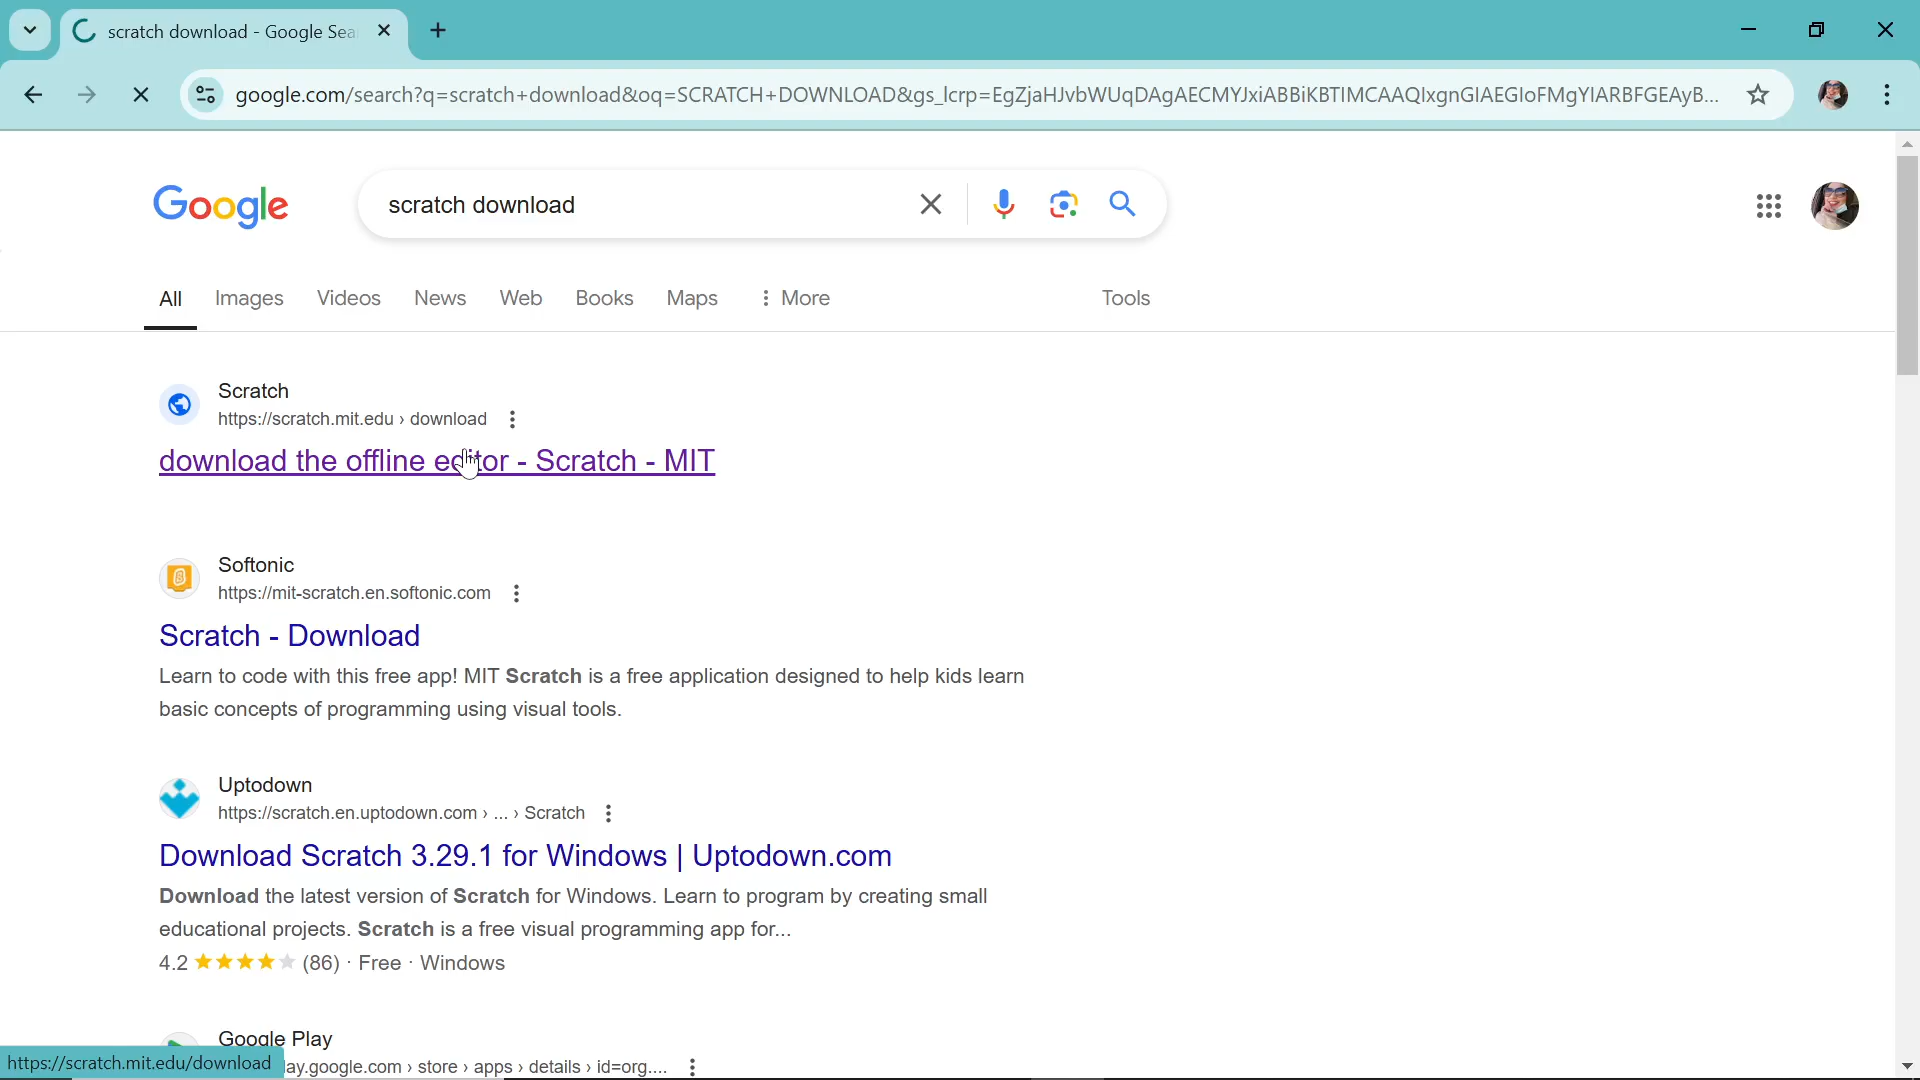 scratch download - Google Sea
google.com/search?q=scratch+download&oq=SCRATCH+DOWNLOAD&gs_lcrp=EgZjaHJvbWUqDAgAECMYJxiABBiKBTIMCAAQIxgnGIAEGIoFMgYIARBFGEAyB...
Google
scratch download
All Images Videos News Web Books Maps More Tools
Scratch
https://scratch.mit.edu › download
download the offline editor - Scratch - MIT
Softonic
https://mit-scratch.en.softonic.com
Scratch - Download
Learn to code with this free app! MIT Scratch is a free application designed to help kids learn
basic concepts of programming using visual tools.
Uptodown
https://scratch.en.uptodown.com › ... › Scratch
Download Scratch 3.29.1 for Windows | Uptodown.com
Download the latest version of Scratch for Windows. Learn to program by creating small
educational projects. Scratch is a free visual programming app for...
4.2 (86) · Free · Windows
Google Play
https://scratch.mit.edu/download
lay.google.com › store › apps › details › id=org....